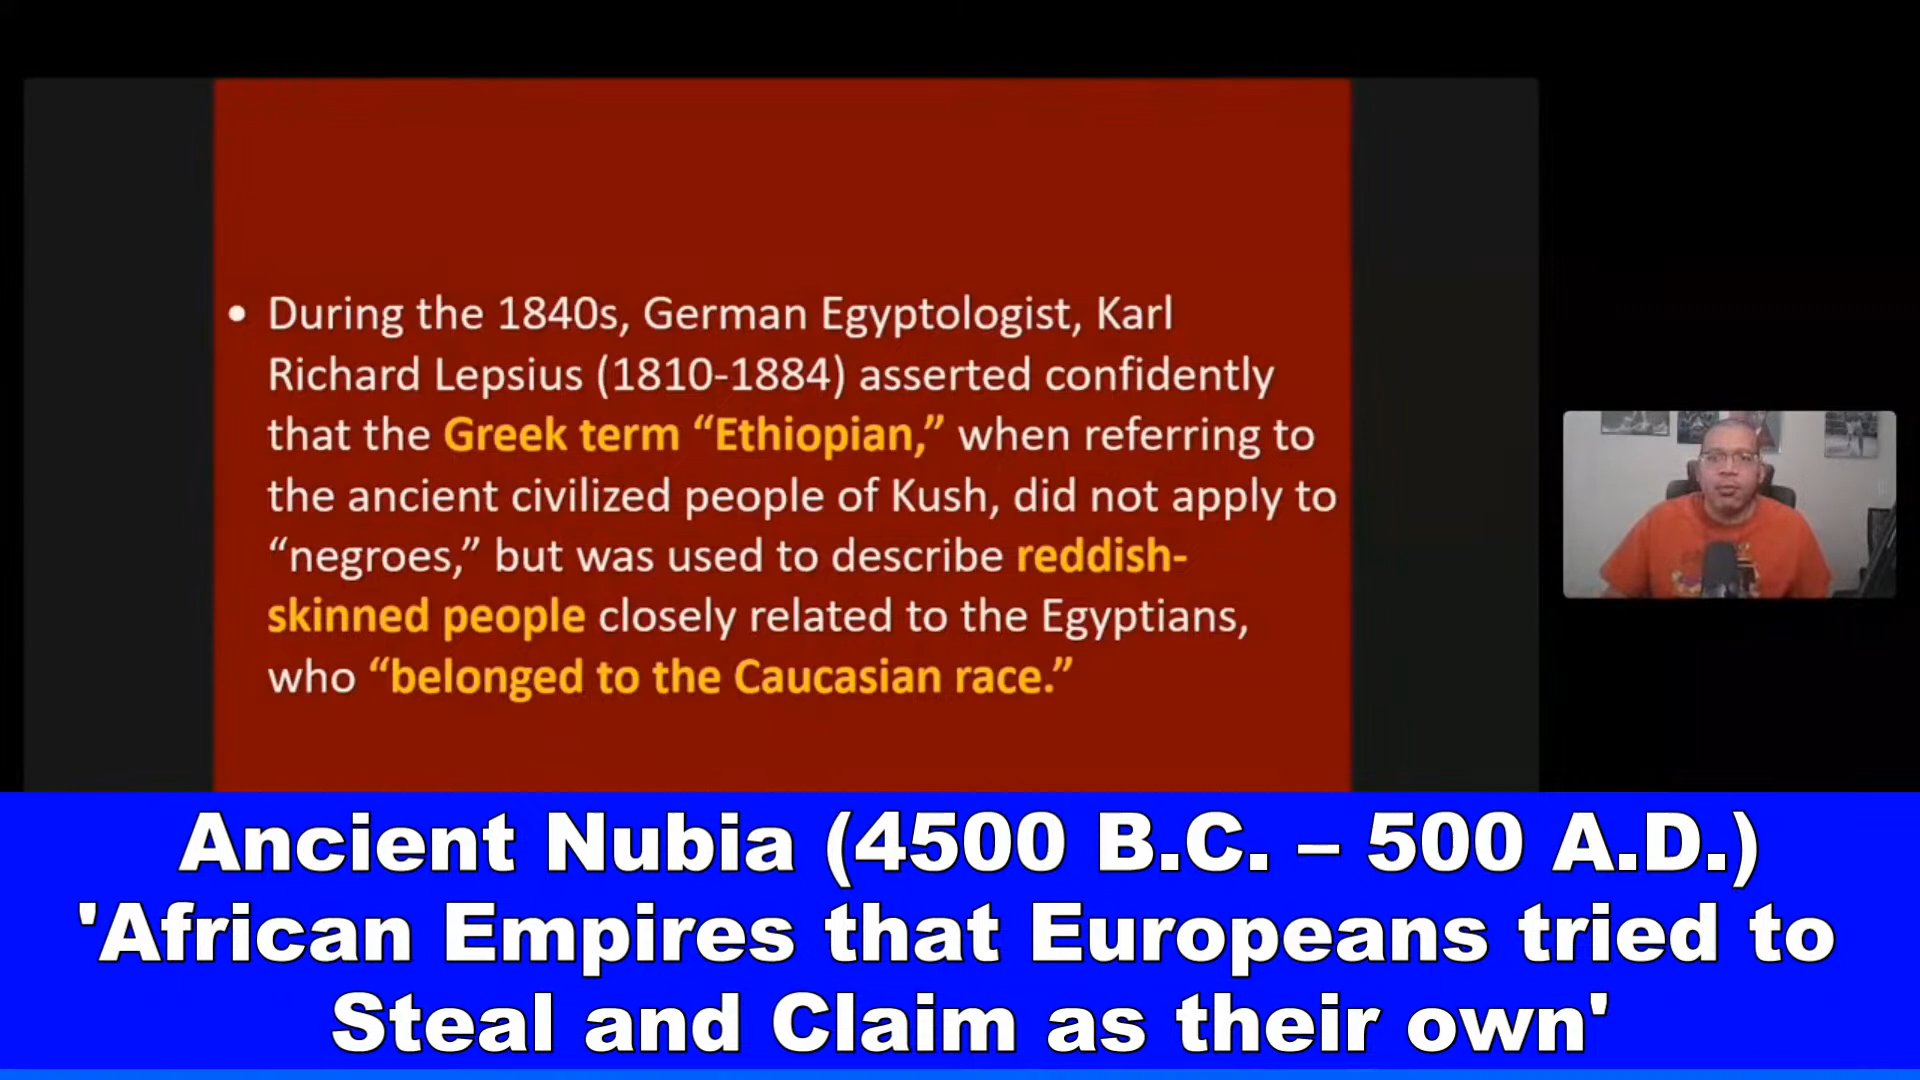 • During the 1840s, German Egyptologist, Karl
Richard Lepsius (1810-1884) asserted confidently
that the Greek term “Ethiopian,” when referring to
the ancient civilized people of Kush, did not apply to
“negroes,” but was used to describe reddish-
skinned people closely related to the Egyptians,
who “belonged to the Caucasian race.”
Ancient Nubia (4500 B.C. – 500 A.D.)
'African Empires that Europeans tried to
Steal and Claim as their own'